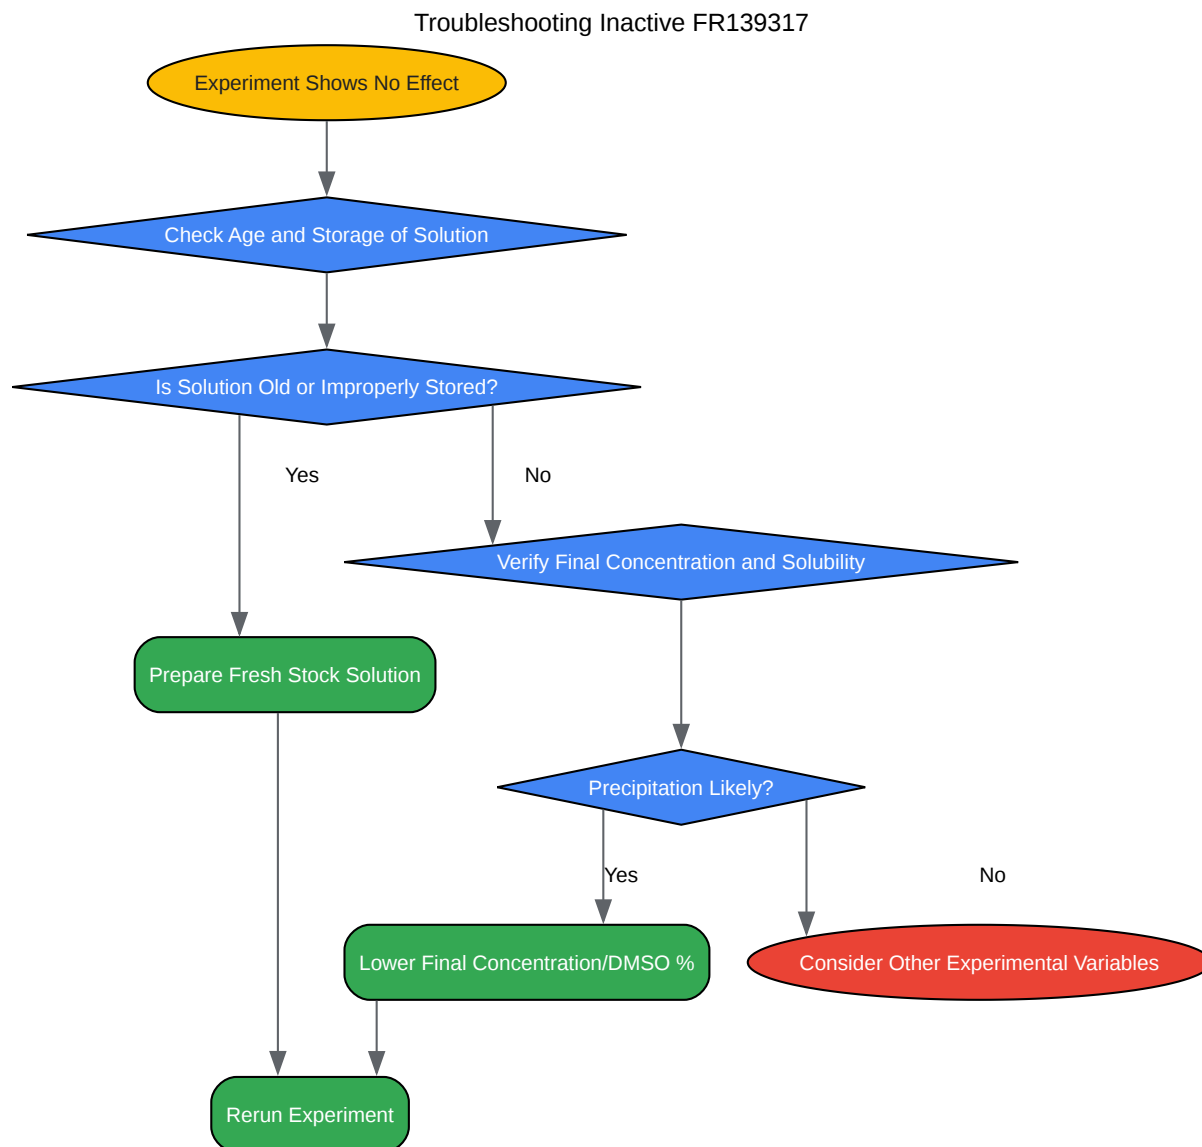 Troubleshooting Inactive FR139317
Experiment Shows No Effect
Check Age and Storage of Solution
Is Solution Old or Improperly Stored?
Yes
No
Verify Final Concentration and Solubility
Prepare Fresh Stock Solution
Precipitation Likely?
Yes
No
Lower Final Concentration/DMSO %
Consider Other Experimental Variables
Rerun Experiment